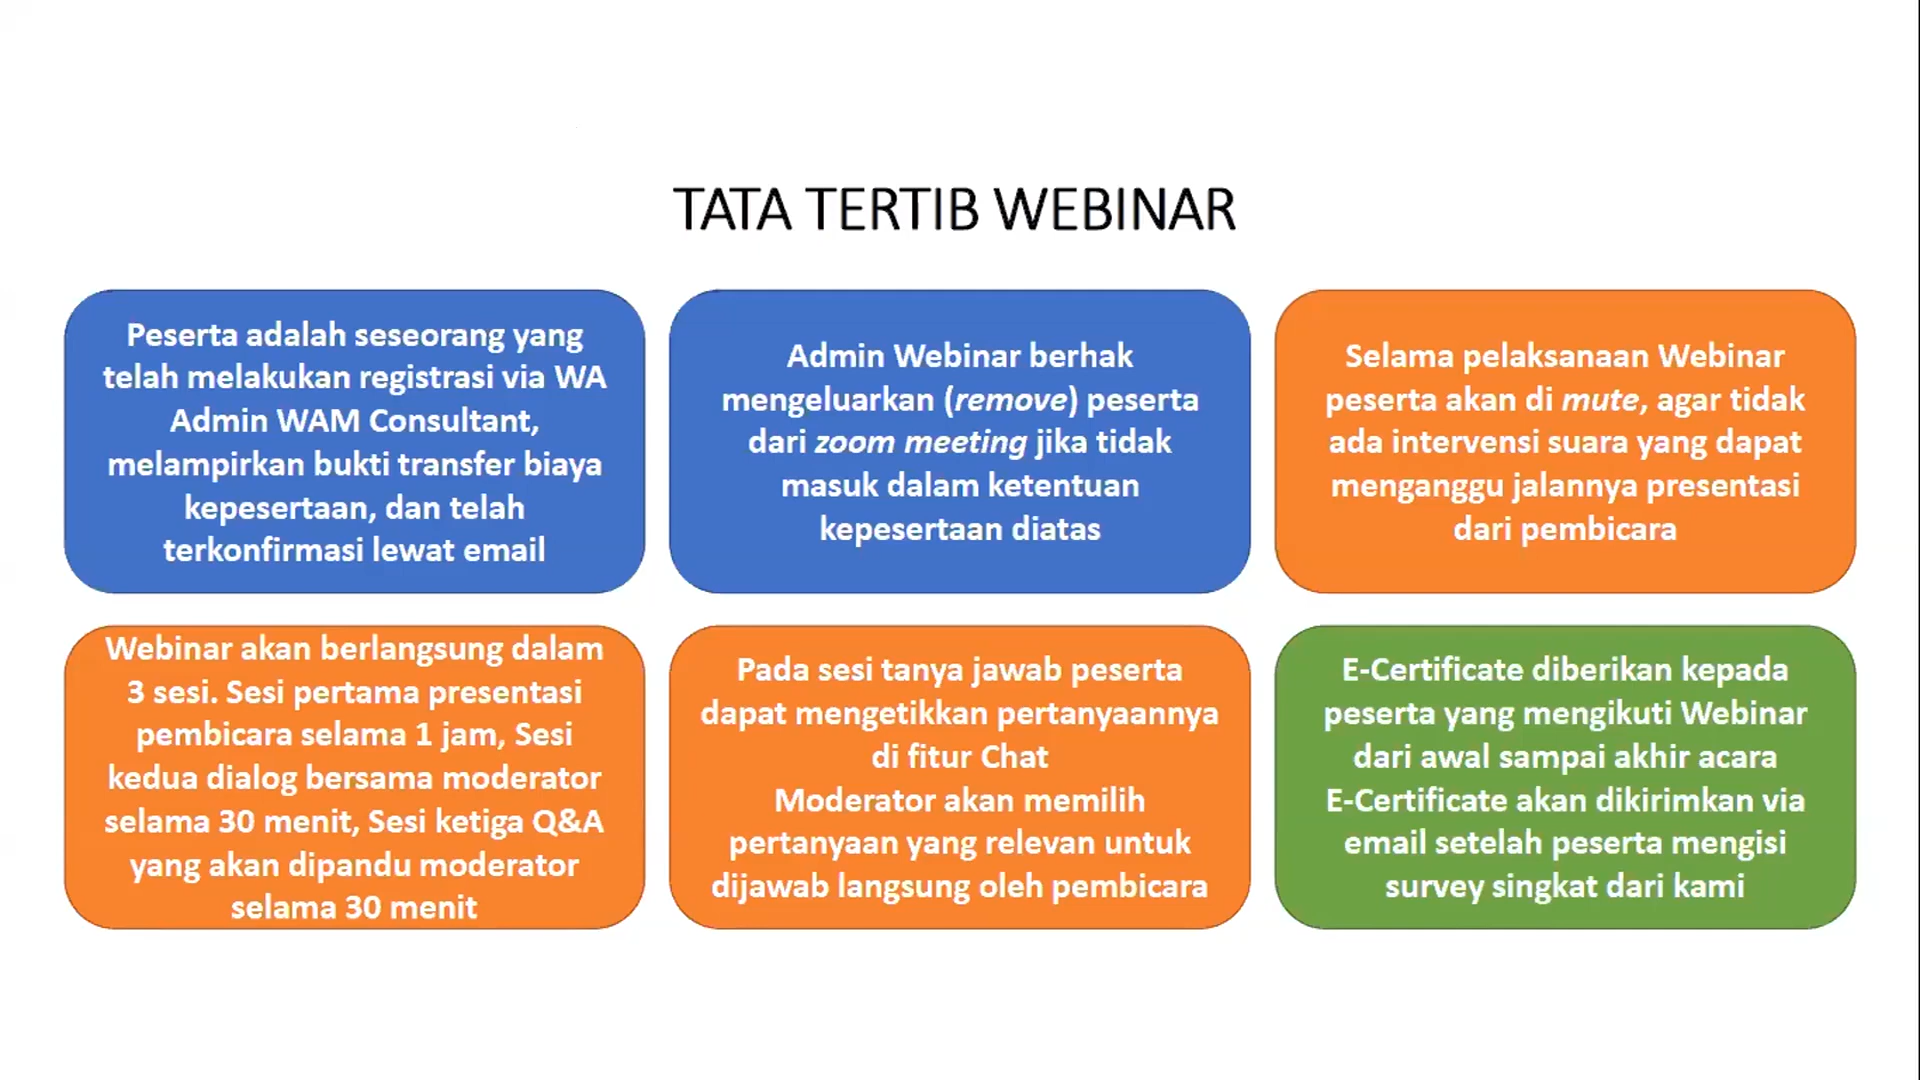 TATA TERTIB WEBINAR
Peserta adalah seseorang yang
telah melakukan registrasi via WA
Admin WAM Consultant,
melampirkan bukti transfer biaya
kepesertaan, dan telah
terkonfirmasi lewat email
Admin Webinar berhak
mengeluarkan (remove) peserta
dari zoom meeting jika tidak
masuk dalam ketentuan
kepesertaan diatas
Selama pelaksanaan Webinar
peserta akan di mute, agar tidak
ada intervensi suara yang dapat
menganggu jalannya presentasi
dari pembicara
Webinar akan berlangsung dalam
3 sesi. Sesi pertama presentasi
pembicara selama 1 jam, Sesi
kedua dialog bersama moderator
selama 30 menit, Sesi ketiga Q&A
yang akan dipandu moderator
selama 30 menit
Pada sesi tanya jawab peserta
dapat mengetikkan pertanyaannya
di fitur Chat
Moderator akan memilih
pertanyaan yang relevan untuk
dijawab langsung oleh pembicara
E-Certificate diberikan kepada
peserta yang mengikuti Webinar
dari awal sampai akhir acara
E-Certificate akan dikirimkan via
email setelah peserta mengisi
survey singkat dari kami